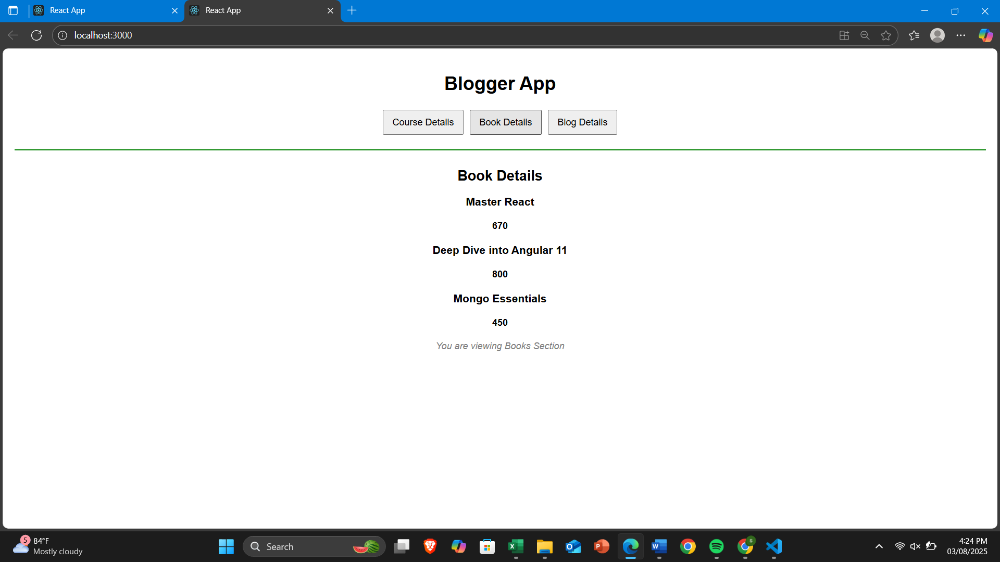 React App
React App
localhost:3000
Blogger App
Course Details
Book Details
Blog Details
Book Details
Master React
670
Deep Dive into Angular 11
800
Mongo Essentials
450
You are viewing Books Section
5
84°F
Mostly cloudy
Search
4:24 PM
03/08/2025